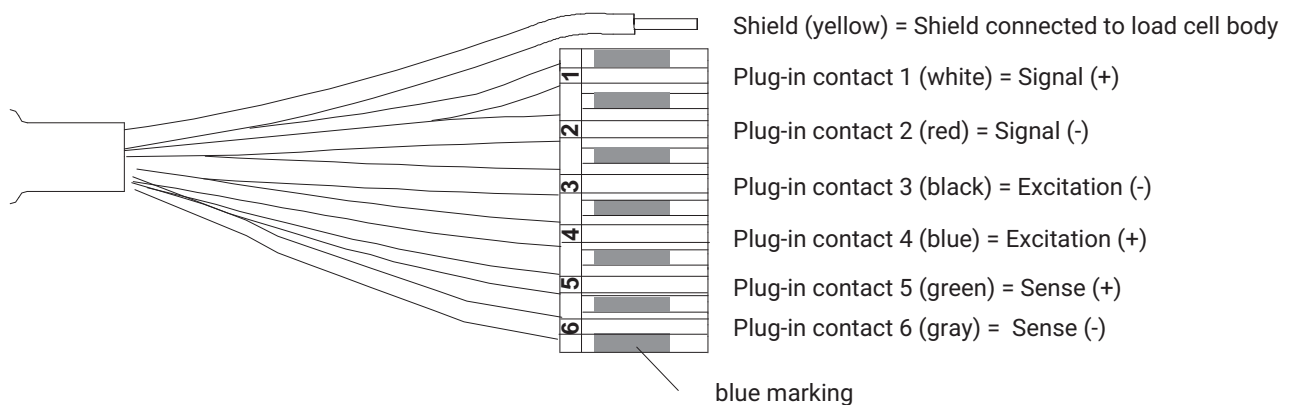 Shield (yellow) = Shield connected to load cell body
1
Plug-in contact 1 (white) = Signal (+)
2
Plug-in contact 2 (red) = Signal (-)
3
Plug-in contact 3 (black) = Excitation (-)
4
Plug-in contact 4 (blue) = Excitation (+)
5
Plug-in contact 5 (green) = Sense (+)
6
Plug-in contact 6 (gray) = Sense (-)
blue marking